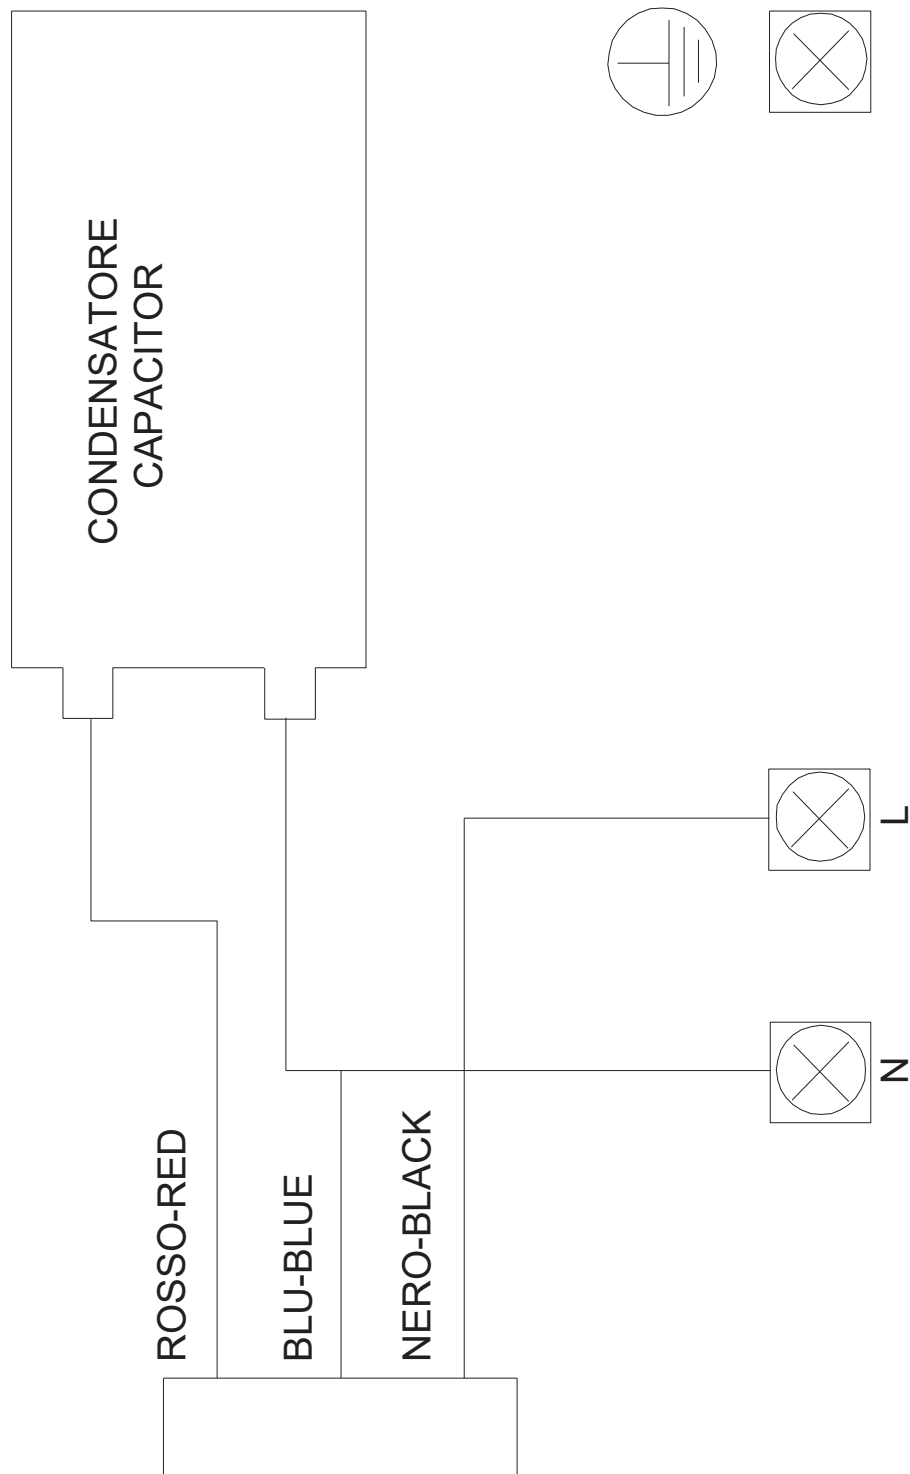 CONDENSATORE
CAPACITOR
ROSSO-RED
BLU-BLUE
NERO-BLACK
N
L